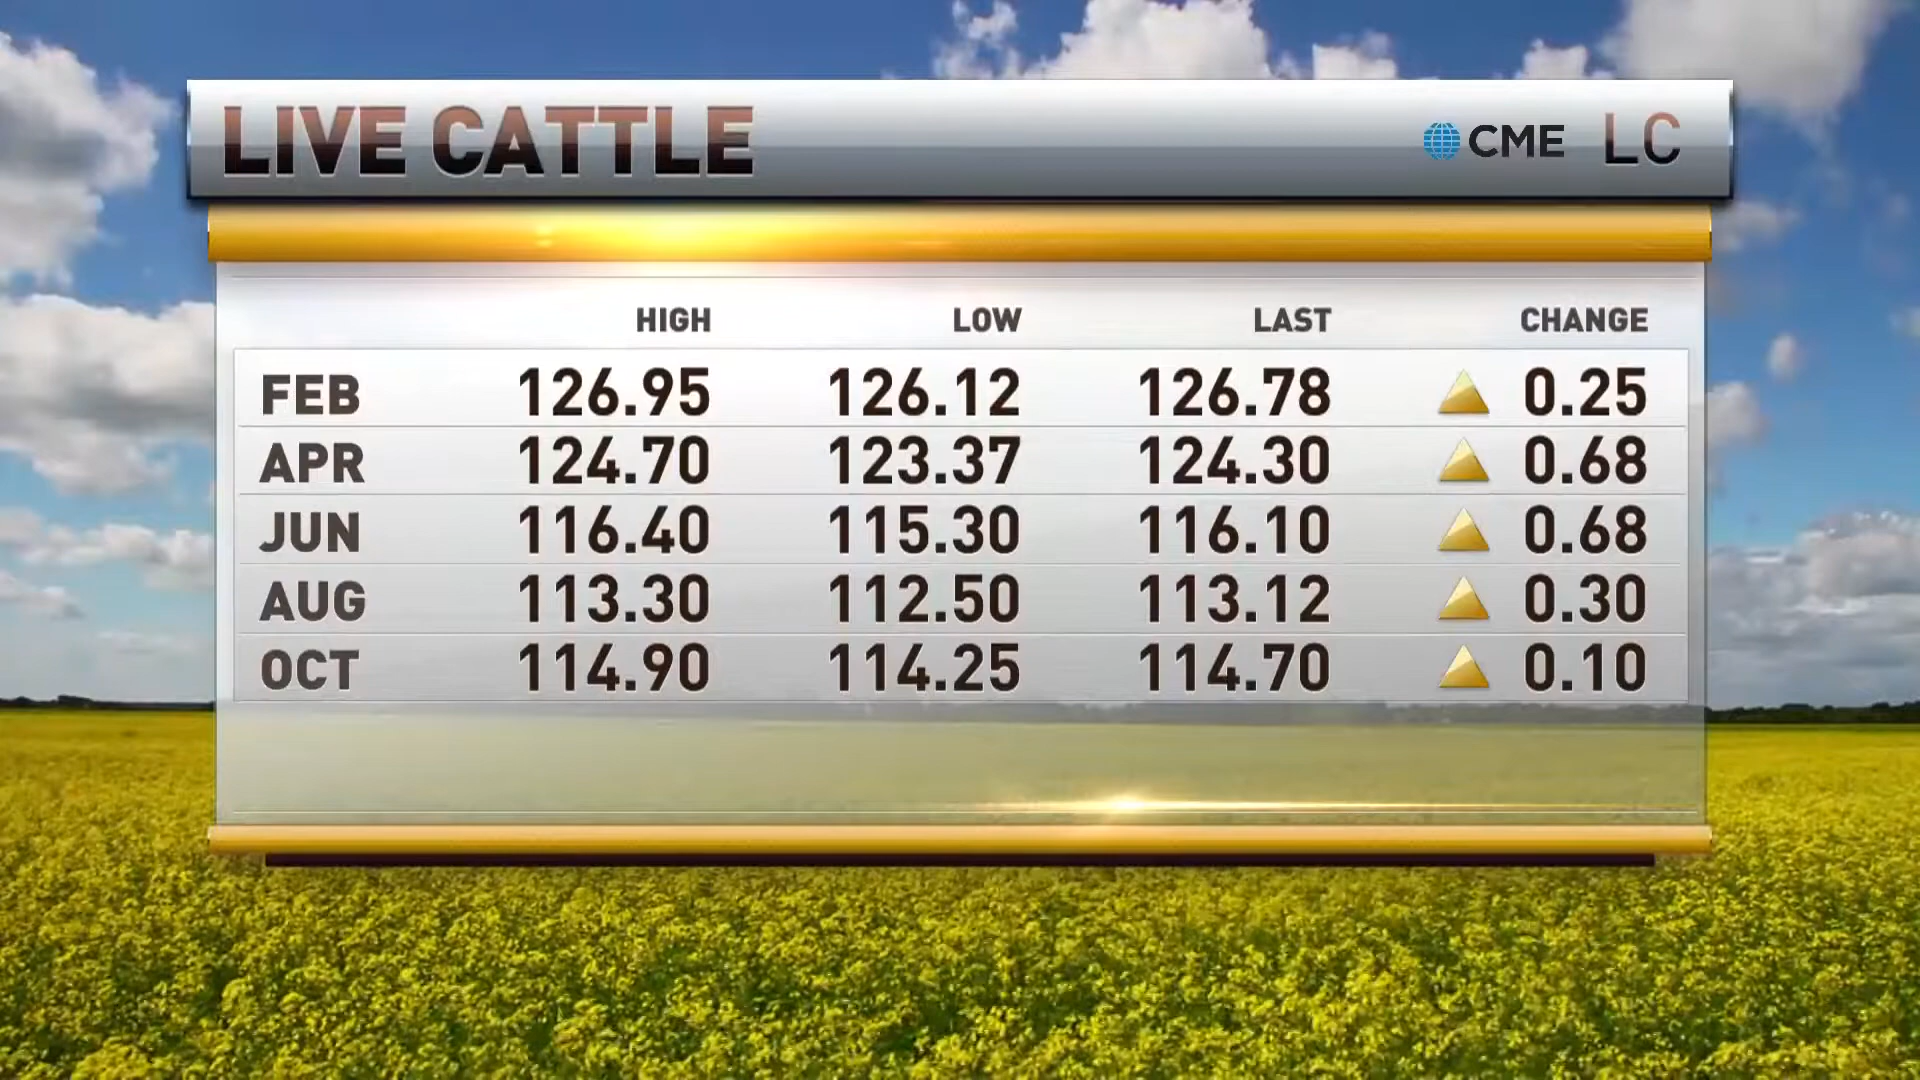 LIVE CATTLE CME LC
HIGH LOW LAST CHANGE
FEB 126.95 126.12 126.78 0.25
APR 124.70 123.37 124.30 0.68
JUN 116.40 115.30 116.10 0.68
AUG 113.30 112.50 113.12 0.30
OCT 114.90 114.25 114.70 0.10